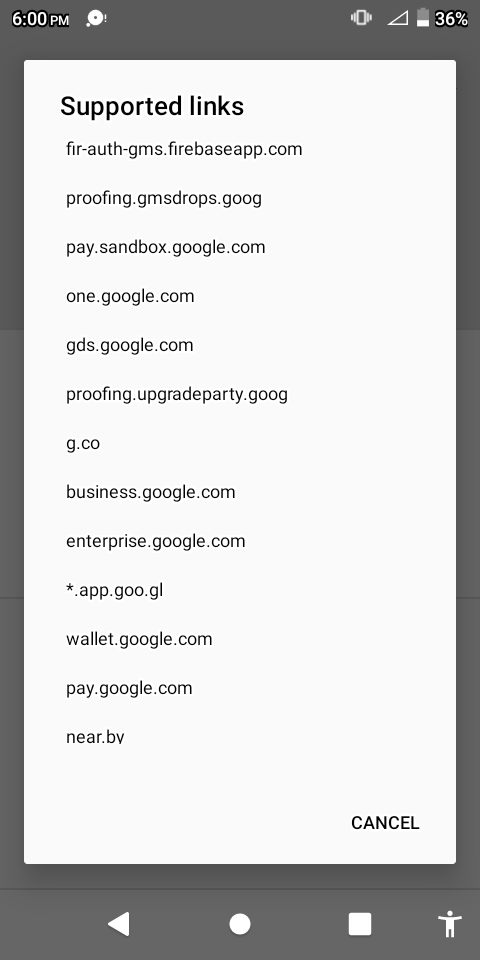 6:00 PM
36%
Supported links
fir-auth-gms.firebaseapp.com
proofing.gmsdrops.goog
pay.sandbox.google.com
one.google.com
gds.google.com
proofing.upgradeparty.goog
g.co
business.google.com
enterprise.google.com
*.app.goo.gl
wallet.google.com
pay.google.com
near.by
CANCEL